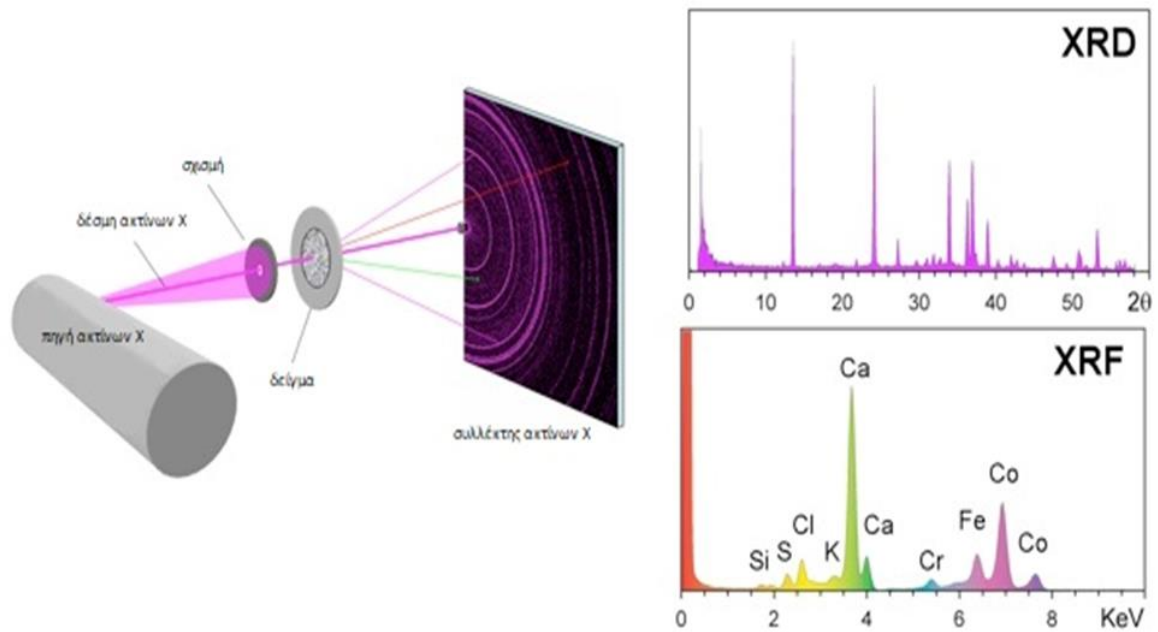 σχισμή
δέσμη ακτίνων Χ
πηγή ακτίνων Χ
δείγμα
συλλέκτης ακτίνων Χ
XRD
0 10 20 30 40 50 2θ
XRF
Ca
Co
Cl
Ca
Fe
Si
S
K
Cr
Co
0 2 4 6 8 KeV